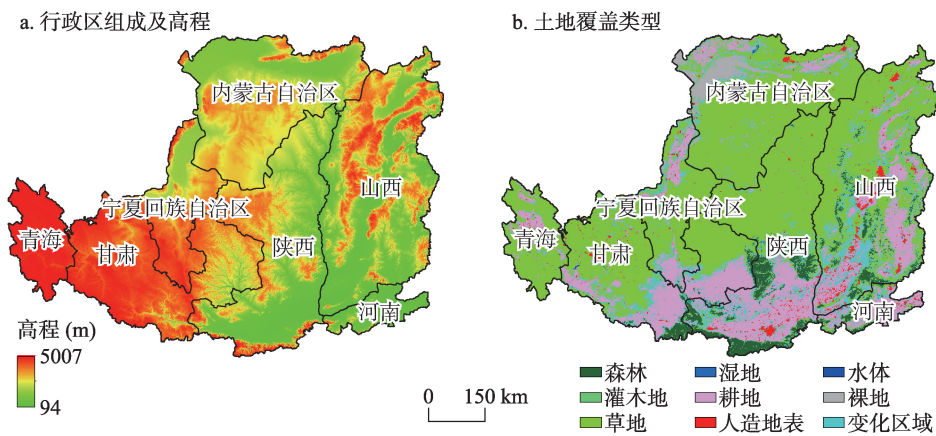 a. 行政区组成及高程
内蒙古自治区
山西
宁夏回族自治区
青海
甘肃
陕西
河南
高程 (m)
5007
94
0 150 km
b. 土地覆盖类型
内蒙古自治区
山西
宁夏回族自治区
青海
甘肃
陕西
河南
森林 湿地 水体
灌木地 耕地 裸地
草地 人造地表 变化区域